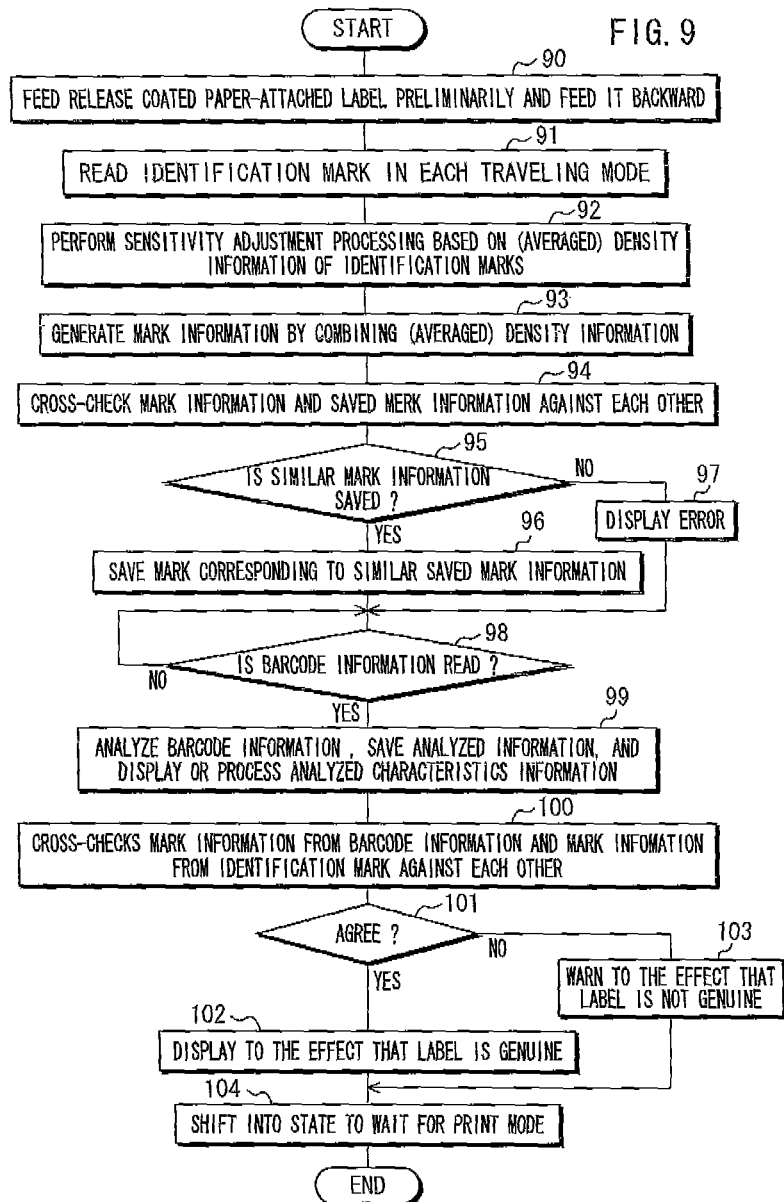 START
FIG. 9
90
FEED RELEASE COATED PAPER-ATTACHED LABEL PRELIMINARILY AND FEED IT BACKWARD
91
READ IDENTIFICATION MARK IN EACH TRAVELING MODE
92
PERFORM SENSITIVITY ADJUSTMENT PROCESSING BASED ON (AVERAGED) DENSITY
INFORMATION OF IDENTIFICATION MARKS
93
GENERATE MARK INFORMATION BY COMBINING (AVERAGED) DENSITY INFORMATION
94
CROSS-CHECK MARK INFORMATION AND SAVED MERK INFORMATION AGAINST EACH OTHER
95
IS SIMILAR MARK INFORMATION
SAVED ?
NO
97
DISPLAY ERROR
YES
96
SAVE MARK CORRESPONDING TO SIMILAR SAVED MARK INFORMATION
98
IS BARCODE INFORMATION READ ?
NO
YES
99
ANALYZE BARCODE INFORMATION , SAVE ANALYZED INFORMATION, AND
DISPLAY OR PROCESS ANALYZED CHARACTERISTICS INFORMATION
100
CROSS-CHECKS MARK INFORMATION FROM BARCODE INFORMATION AND MARK INFOMATION
FROM IDENTIFICATION MARK AGAINST EACH OTHER
101
AGREE ?
NO
103
WARN TO THE EFFECT THAT
LABEL IS NOT GENUINE
YES
102
DISPLAY TO THE EFFECT THAT LABEL IS GENUINE
104
SHIFT INTO STATE TO WAIT FOR PRINT MODE
END